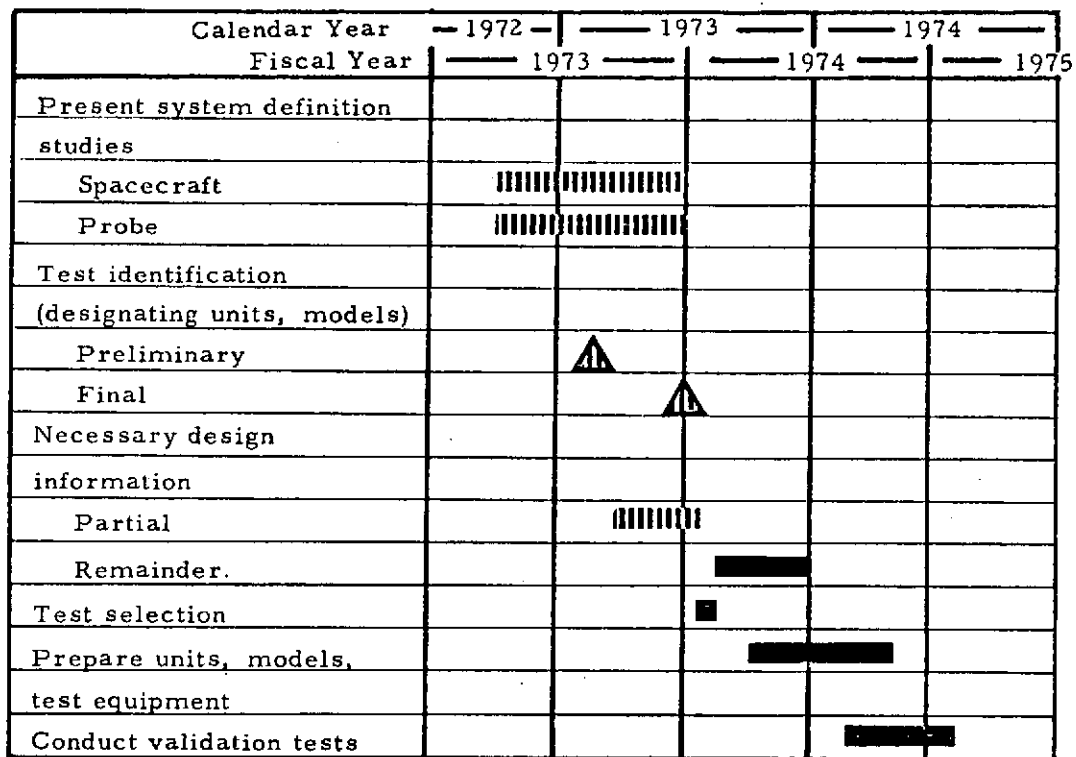 Calendar Year 1972 1973 1974
Fiscal Year 1973 1974 1975
Present system definition
studies
Spacecraft
Probe
Test identification
(designating units, models)
Preliminary
Final
Necessary design
information
Partial
Remainder.
Test selection
Prepare units, models,
test equipment
Conduct validation tests